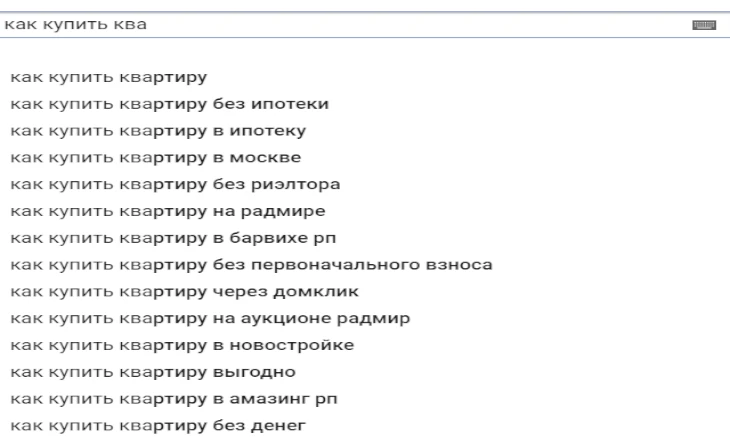 как купить ква
как купить квартиру
как купить квартиру без ипотеки
как купить квартиру в ипотеку
как купить квартиру в москве
как купить квартиру без риэлтора
как купить квартиру на радмире
как купить квартиру в барвихе рп
как купить квартиру без первоначального взноса
как купить квартиру через домклик
как купить квартиру на аукционе радмир
как купить квартиру в новостройке
как купить квартиру выгодно
как купить квартиру в амазинг рп
как купить квартиру без денег